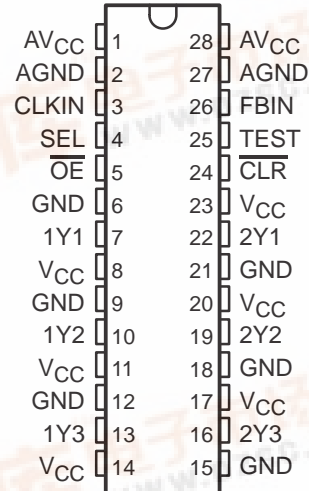 AVCC 1 28 AVCC
AGND 2 27 AGND
CLKIN 3 26 FBIN
SEL 4 25 TEST
OE 5 24 CLR
GND 6 23 VCC
1Y1 7 22 2Y1
VCC 8 21 GND
GND 9 20 VCC
1Y2 10 19 2Y2
VCC 11 18 GND
GND 12 17 VCC
1Y3 13 16 2Y3
VCC 14 15 GND